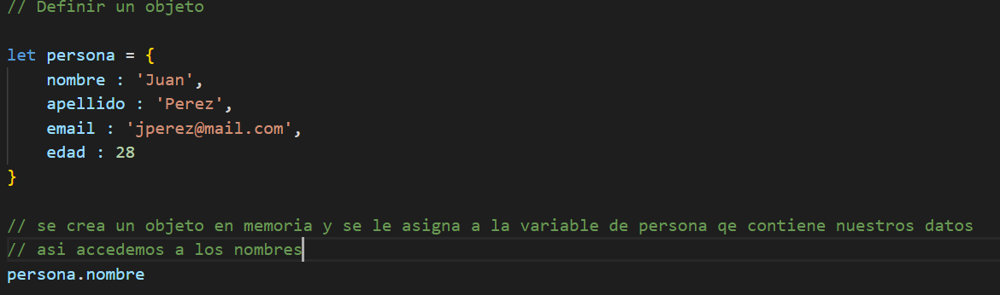 // Definir un objeto
let persona = {
nombre : 'Juan',
apellido : 'Perez',
email : 'jperez@mail.com',
edad : 28
}
// se crea un objeto en memoria y se le asigna a la variable de persona qe contiene nuestros datos
// asi accedemos a los nombres
persona.nombre